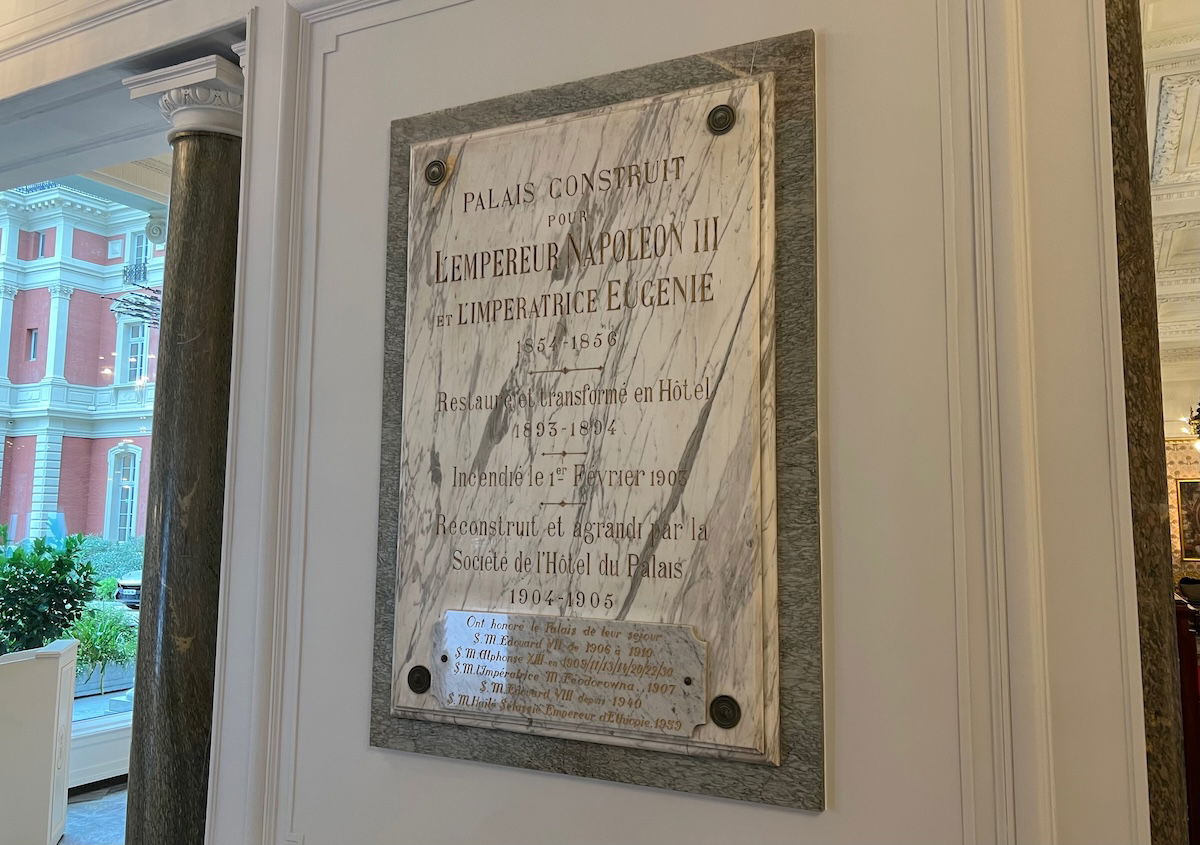 PALAIS CONSTRUIT
POUR
L'EMPEREUR NAPOLEON III
ET L'IMPERATRICE EUGENIE
1854-1856
Restauré et transformé en Hôtel
1893-1894
Incendié le 1er Février 1903
Reconstruit et agrandi par la
Société de l'Hôtel du Palais
1904-1905
Ont honoré le Palais de leur séjour
S.M. Edouard VII de 1906 à 1910
S.M. Alphonse XIII en 1905/11/13/14/20/22/30
S.M. l'Impératrice M. Feodorowna.. 1907
S.M. Edouard VIII depuis 1940
S.M. Hailé Sélassié Empereur d'Ethiopie. 1959